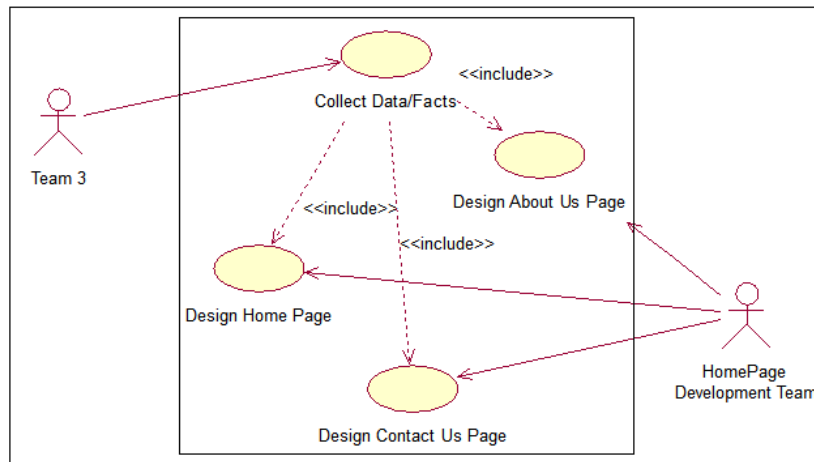 <<include>>
Collect Data/Facts
Team 3
Design About Us Page
<<include>>
<<include>>
Design Home Page
HomePage
Development Team
Design Contact Us Page